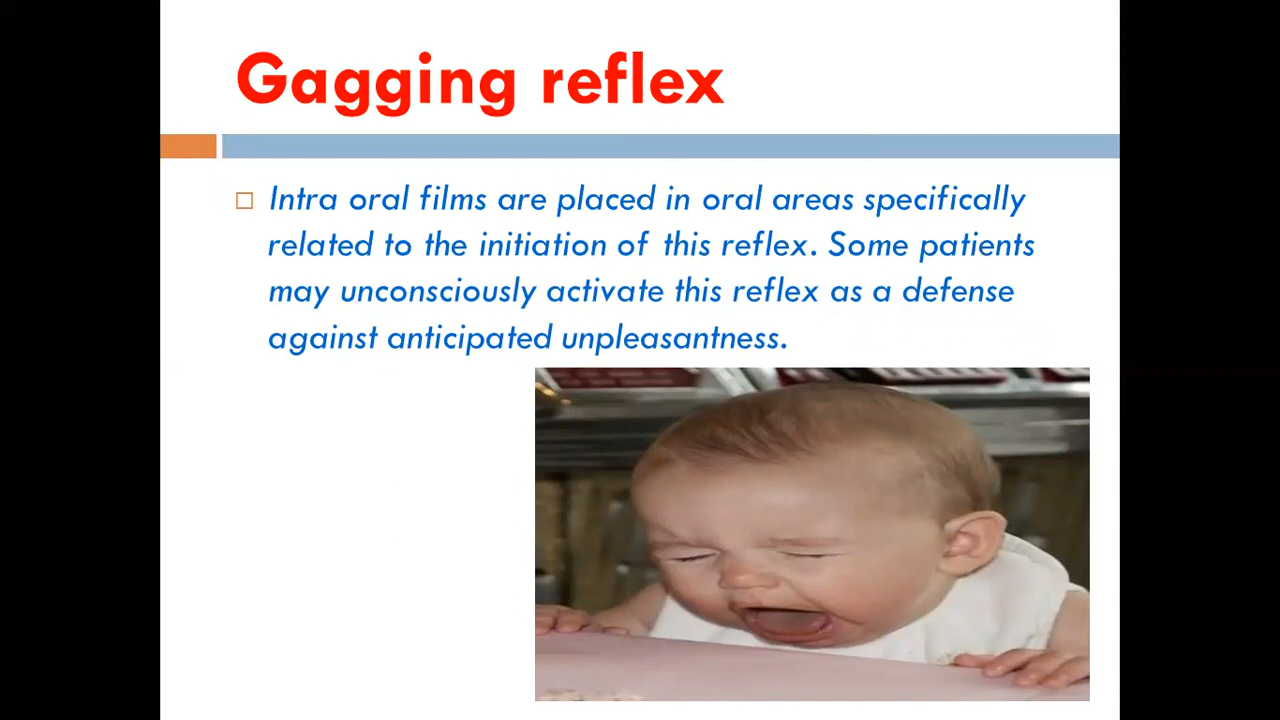 Gagging reflex
Intra oral films are placed in oral areas specifically
related to the initiation of this reflex. Some patients
may unconsciously activate this reflex as a defense
against anticipated unpleasantness.